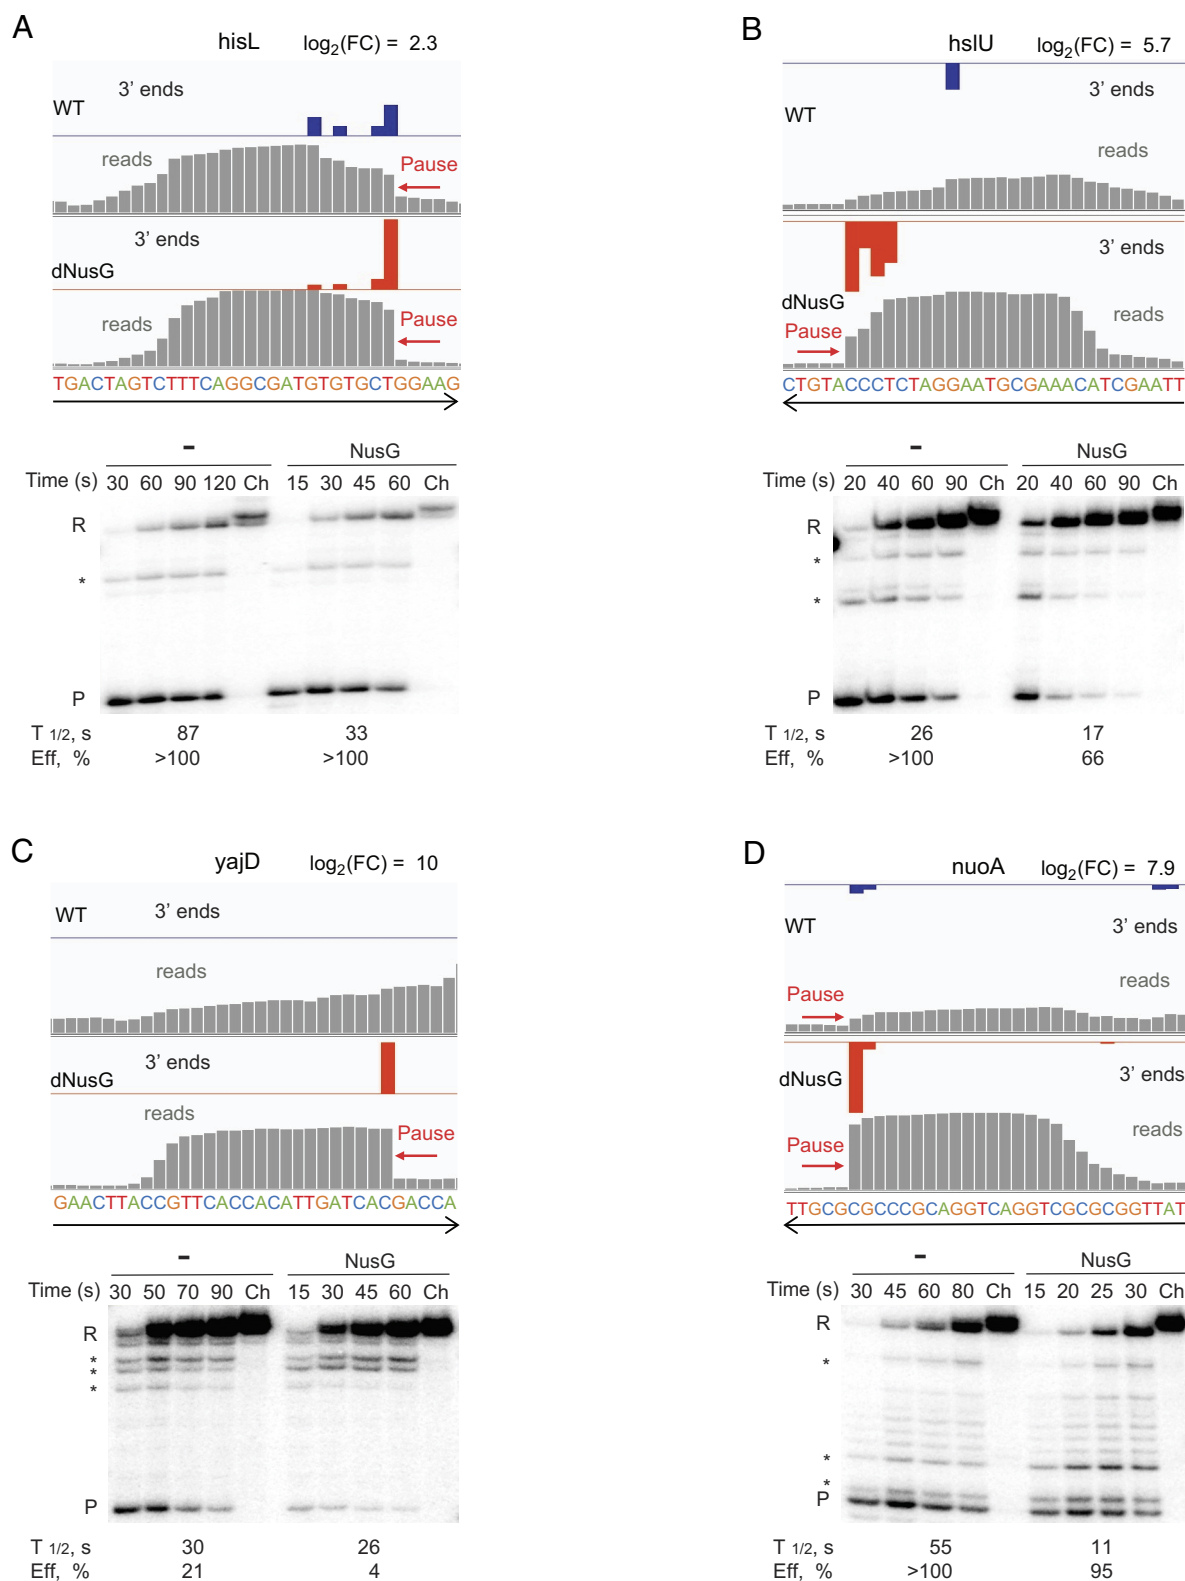 A
hisL log2(FC) = 2.3
3' ends
WT
reads
Pause
3' ends
dNusG
reads
Pause
TGACTAGTCTTTCAGGCGATGTGTGCTGGAAG
- NusG
Time (s) 30 60 90 120 Ch 15 30 45 60 Ch
R
*
P
T 1/2, s 87 33
Eff, % >100 >100
B
hslU log2(FC) = 5.7
3' ends
WT
reads
3' ends
dNusG
Pause
reads
CTGTACCCTCTAGGAATGCGAAACATCGAATT
- NusG
Time (s) 20 40 60 90 Ch 20 40 60 90 Ch
R
*
*
P
T 1/2, s 26 17
Eff, % >100 66
C
yajD log2(FC) = 10
WT 3' ends
reads
3' ends
dNusG
reads
Pause
GAACTTACCGTTCACCACATTGATCACGACCA
- NusG
Time (s) 30 50 70 90 Ch 15 30 45 60 Ch
R
*
*
*
P
T 1/2, s 30 26
Eff, % 21 4
D
nuoA log2(FC) = 7.9
WT 3' ends
reads
Pause
3' ends
dNusG
reads
Pause
TTGCGCGCCCGCAGGTCAGGTCGCGCGGTTAT
- NusG
Time (s) 30 45 60 80 Ch 15 20 25 30 Ch
R
*
*
*
P
T 1/2, s 55 11
Eff, % >100 95